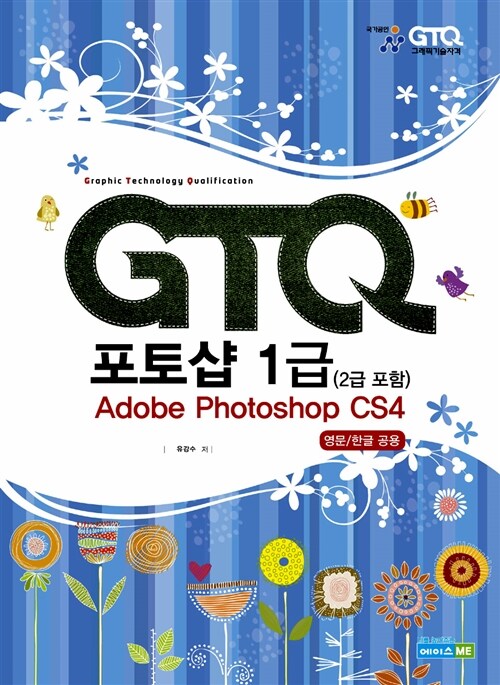 국가공인
GTQ
그래픽기술자격
Graphic Technology Qualification
GTQ
포토샵 1급 (2급 포함)
Adobe Photoshop CS4
영문/한글 공용
| 유강수 저 |
에이스 ME